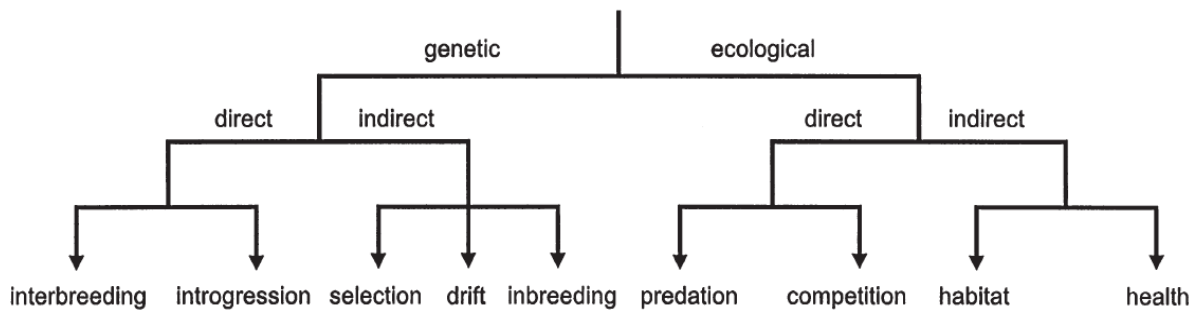 genetic ecological
direct indirect direct indirect
interbreeding introgression selection drift inbreeding predation competition habitat health